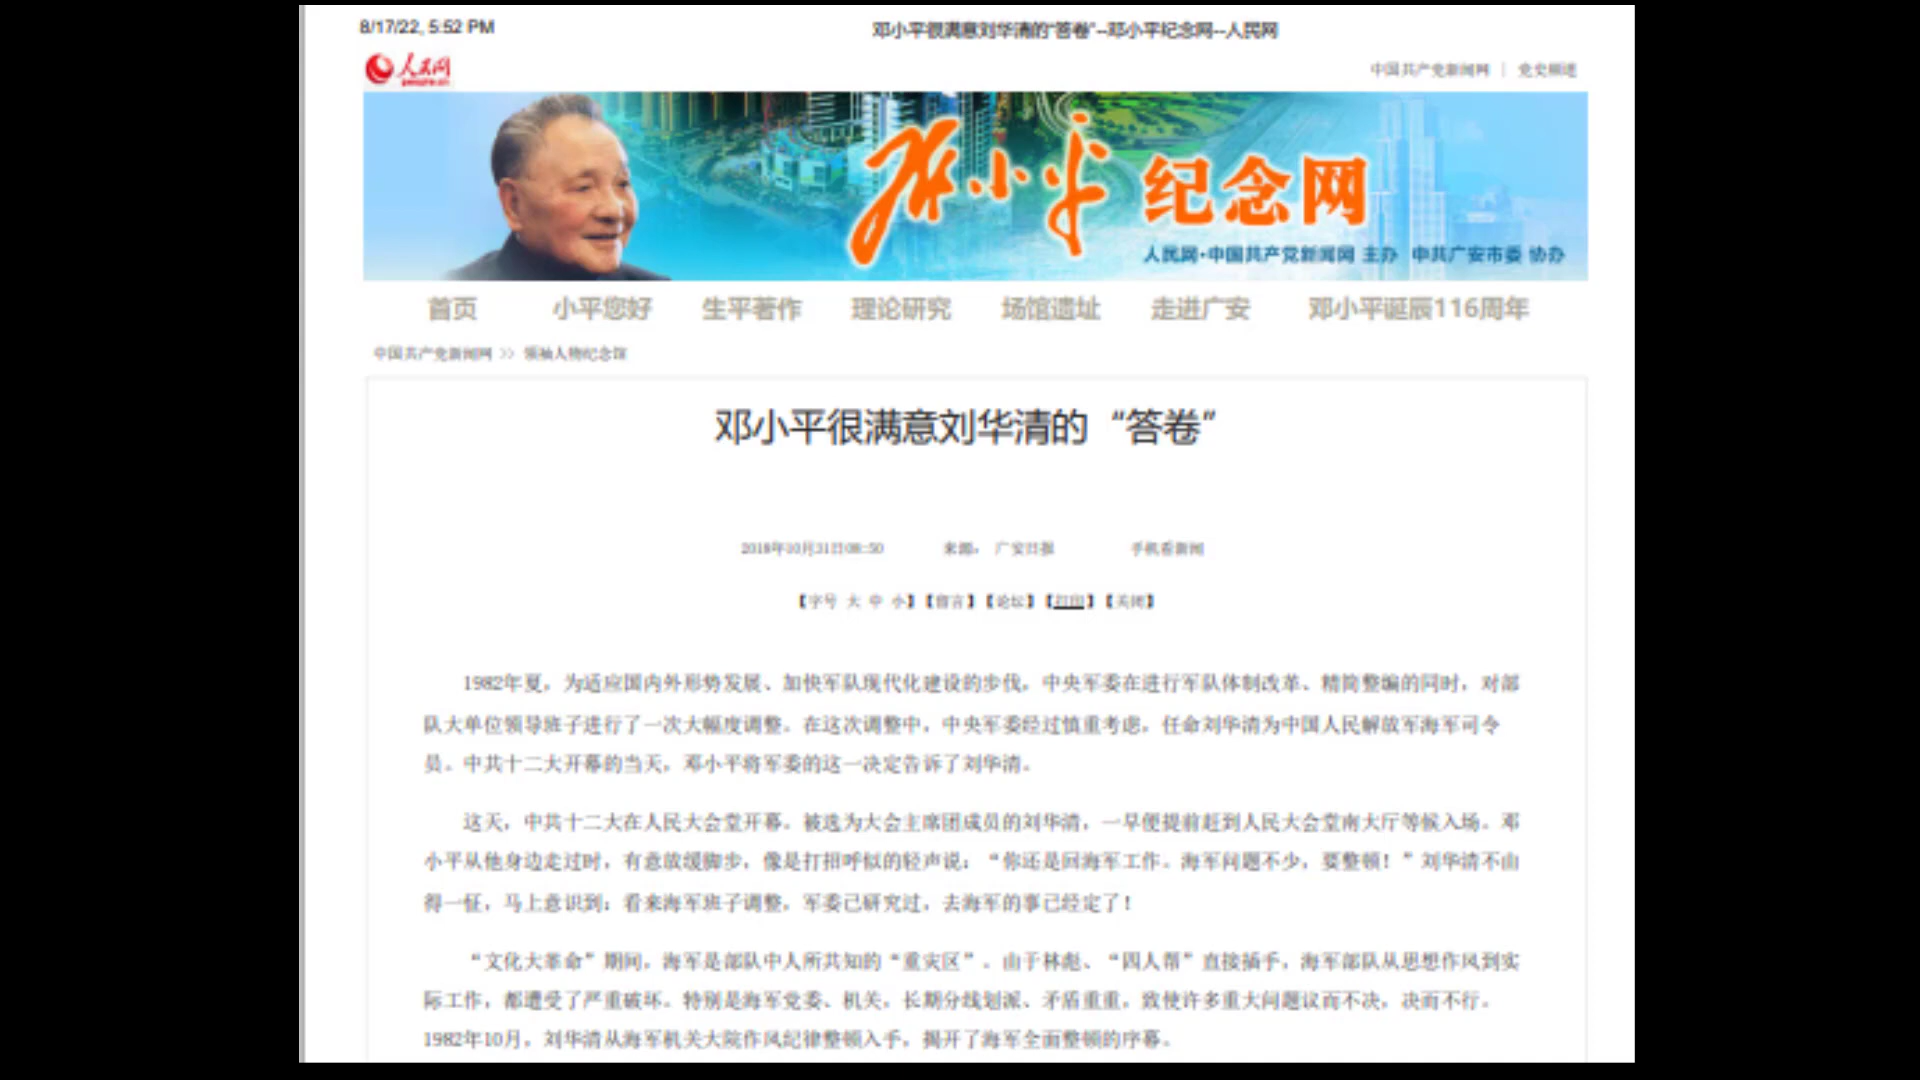 8/17/22, 5:52 PM
邓小平很满意刘华清的“答卷”--邓小平纪念网--人民网
人民网
中国共产党新闻网 | 党史频道
邓小平 纪念网
人民网·中国共产党新闻网 主办 中共广安市委 协办
首页 小平您好 生平著作 理论研究 场馆遗址 走进广安 邓小平诞辰116周年
中国共产党新闻网 >> 领袖人物纪念馆
邓小平很满意刘华清的“答卷”
2018年10月31日08:50 来源：广安日报 手机看新闻
【字号 大 中 小】【留言】【论坛】【打印】【关闭】
1982年夏，为适应国内外形势发展、加快军队现代化建设的步伐，中央军委在进行军队体制改革、精简整编的同时，对部
队大单位领导班子进行了一次大幅度调整。在这次调整中，中央军委经过慎重考虑，任命刘华清为中国人民解放军海军司令
员。中共十二大开幕的当天，邓小平将军委的这一决定告诉了刘华清。
这天，中共十二大在人民大会堂开幕。被选为大会主席团成员的刘华清，一早便提前赶到人民大会堂南大厅等候入场。邓
小平从他身边走过时，有意放缓脚步，像是打招呼似的轻声说：“你还是回海军工作。海军问题不少，要整顿！”刘华清不由
得一怔，马上意识到：看来海军班子调整，军委已研究过，去海军的事已经定了！
“文化大革命”期间，海军是部队中人所共知的“重灾区”。由于林彪、“四人帮”直接插手，海军部队从思想作风到实
际工作，都遭受了严重破坏。特别是海军党委、机关，长期分线划派、矛盾重重，致使许多重大问题议而不决，决而不行。
1982年10月，刘华清从海军机关大院作风纪律整顿入手，揭开了海军全面整顿的序幕。